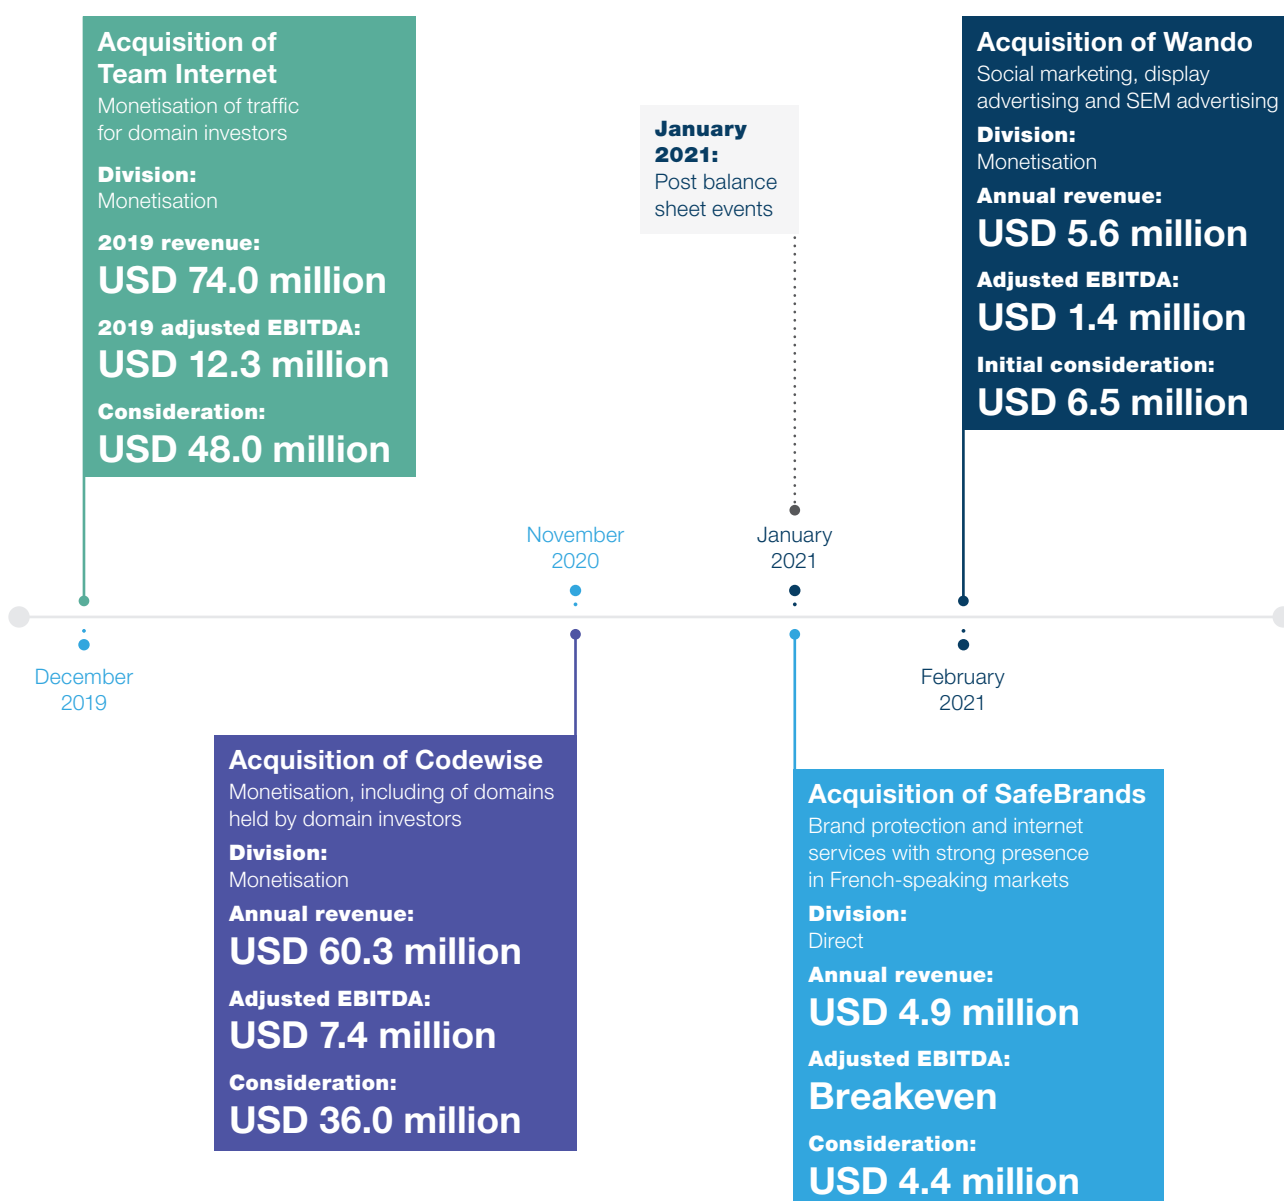 Acquisition of
Team Internet
Monetisation of traffic
for domain investors
Division:
Monetisation
2019 revenue:
USD 74.0 million
2019 adjusted EBITDA:
USD 12.3 million
Consideration:
USD 48.0 million
January
2021:
Post balance
sheet events
Acquisition of Wando
Social marketing, display
advertising and SEM advertising
Division:
Monetisation
Annual revenue:
USD 5.6 million
Adjusted EBITDA:
USD 1.4 million
Initial consideration:
USD 6.5 million
November
2020
January
2021
December
2019
February
2021
Acquisition of Codewise
Monetisation, including of domains
held by domain investors
Division:
Monetisation
Annual revenue:
USD 60.3 million
Adjusted EBITDA:
USD 7.4 million
Consideration:
USD 36.0 million
Acquisition of SafeBrands
Brand protection and internet
services with strong presence
in French-speaking markets
Division:
Direct
Annual revenue:
USD 4.9 million
Adjusted EBITDA:
Breakeven
Consideration:
USD 4.4 million